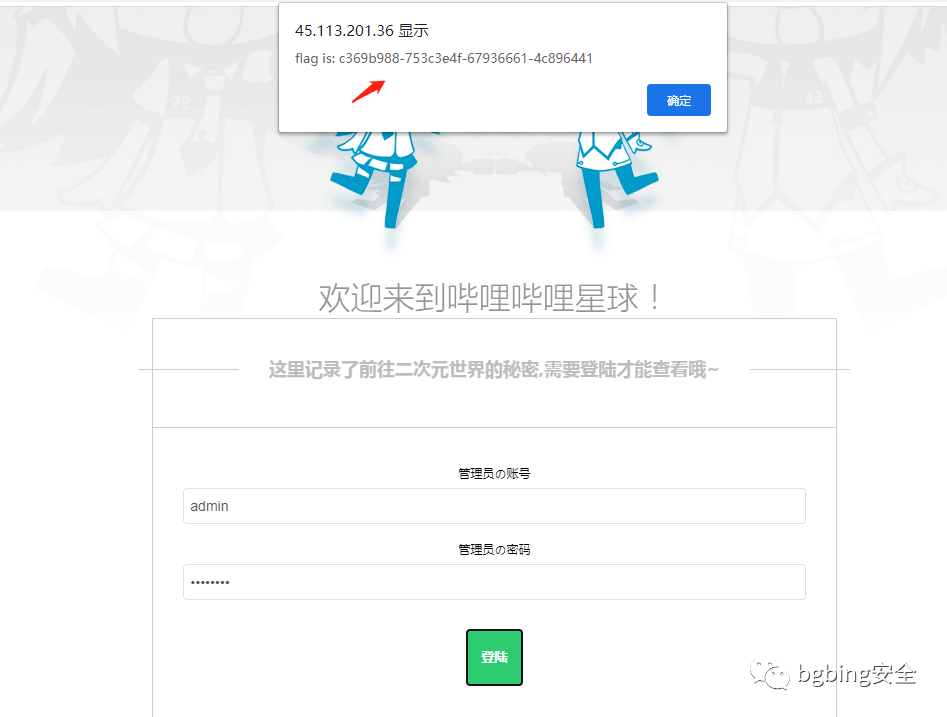 45.113.201.36 显示
flag is: c369b988-753c3e4f-67936661-4c896441
确定
22
33
欢迎来到哔哩哔哩星球！
这里记录了前往二次元世界的秘密,需要登陆才能查看哦~
管理员の账号
admin
管理员の密码
••••••••
登陆
bgbing安全